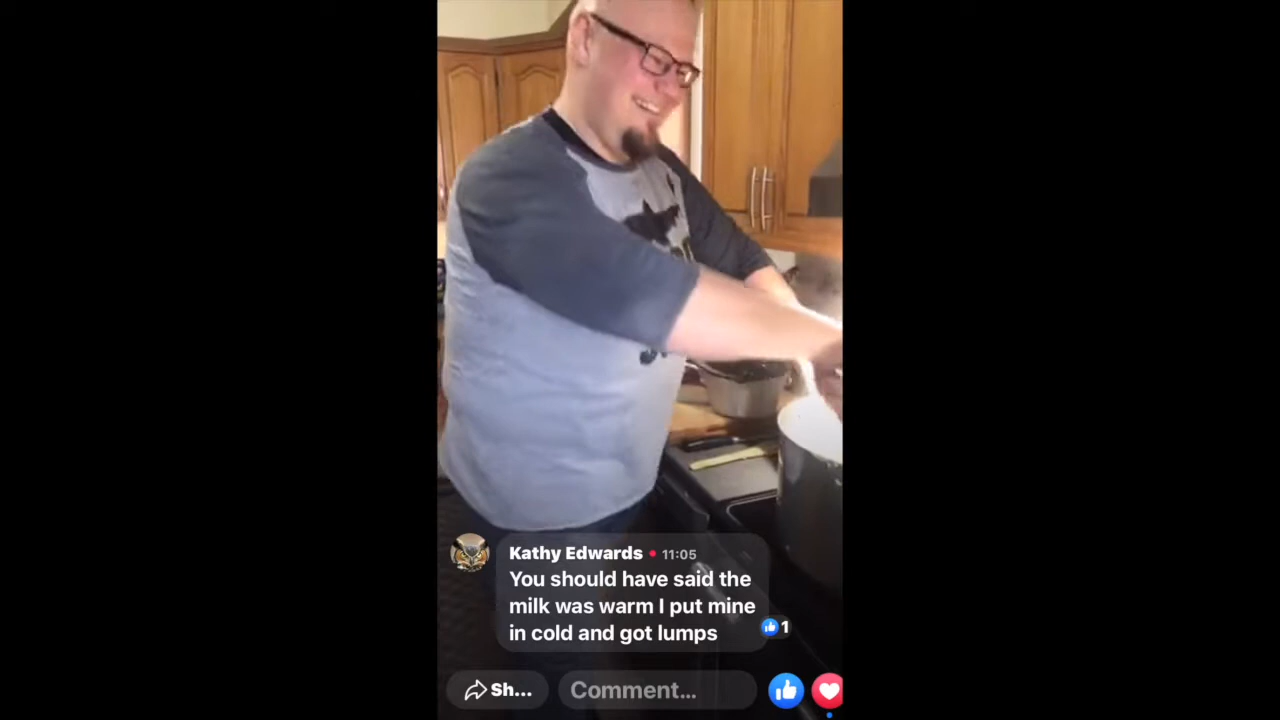 Kathy Edwards • 11:05
You should have said the
milk was warm I put mine
in cold and got lumps
1
Sh...
Comment...